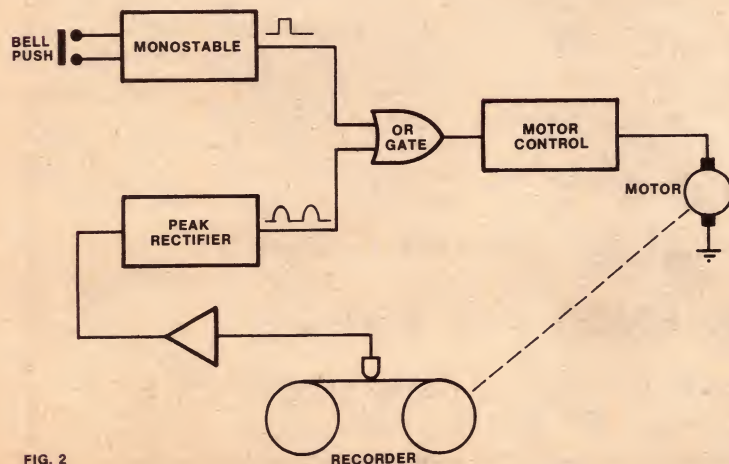 BELL
PUSH
MONOSTABLE
OR
GATE
MOTOR
CONTROL
MOTOR
PEAK
RECTIFIER
RECORDER
FIG. 2